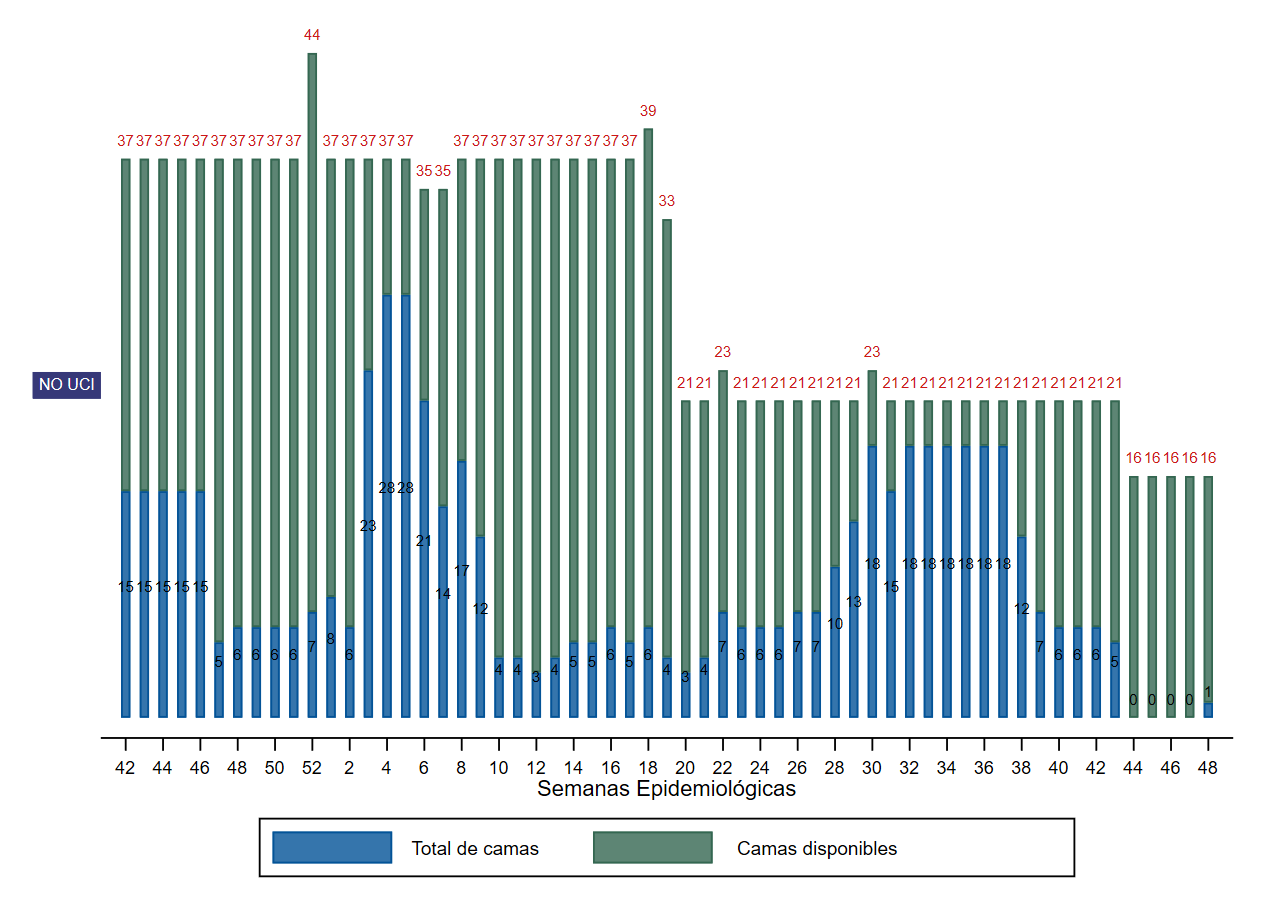 44
39
37 37 37 37 37 37 37 37 37 37 37 37 37 37 37 37 37 37 37 37 37 37 37 37 37
35 35
33
23 23
21 21 21 21 21 21 21 21 21 21 21 21 21 21 21 21 21 21 21 21 21 21
NO UCI
16 16 16 16 16
28 28
23
21
18 18 18 18 18 18 18
17
15 15 15 15 15 15
14
13
12 12
10
8
7 7 7 7 7
6 6 6 6 6 6 6 6 6 6 6 6 6
5 5 5 5 5
4 4 4 4 4
3 3
1
0 0 0 0
42 44 46 48 50 52 2 4 6 8 10 12 14 16 18 20 22 24 26 28 30 32 34 36 38 40 42 44 46 48
Semanas Epidemiológicas
Total de camas Camas disponibles